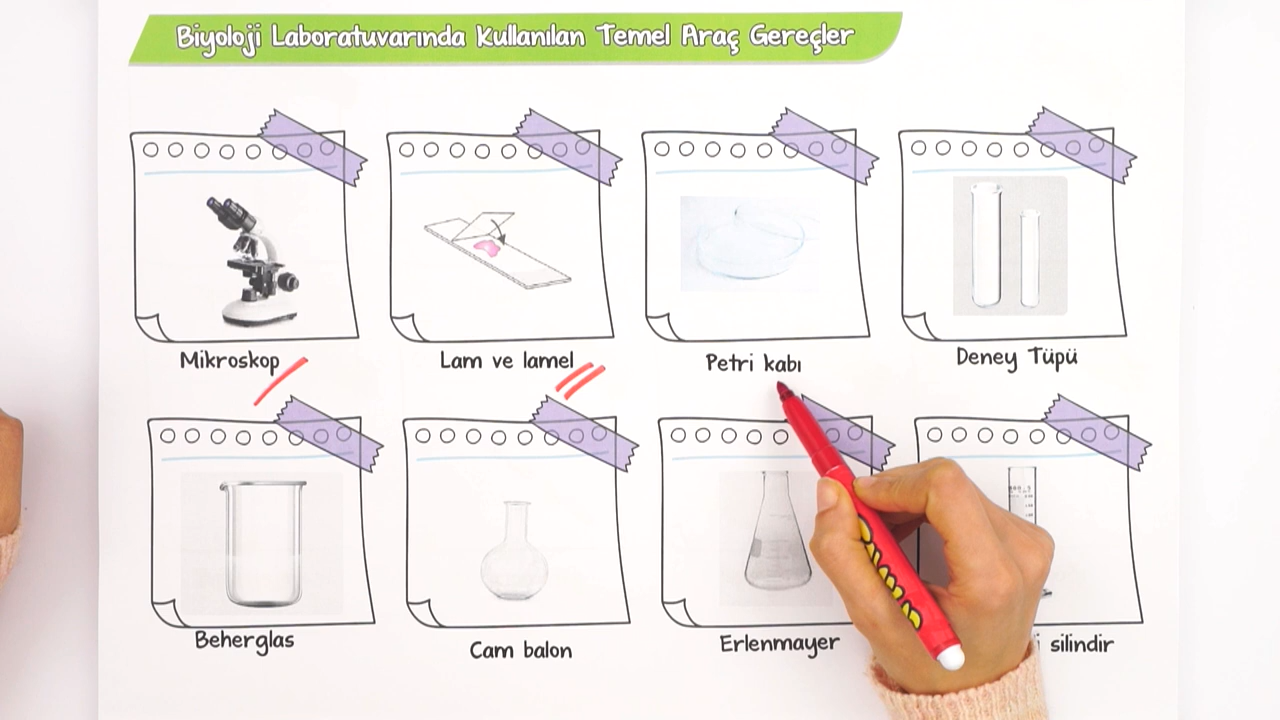 Biyoloji Laboratuvarında Kullanılan Temel Araç Gereçler
Mikroskop
Lam ve lamel
Petri kabı
Deney Tüpü
Beherglas
Cam balon
Erlenmayer
silindir